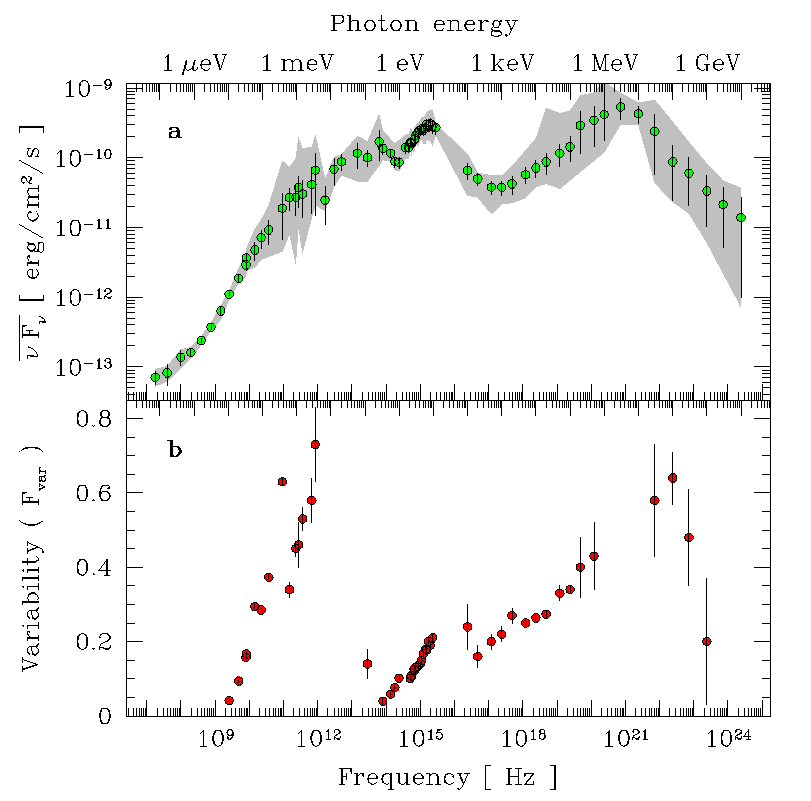 Photon energy
1 μeV 1 meV 1 eV 1 keV 1 MeV 1 GeV
a
νFν [ erg/cm²/s ]
10⁻⁹
10⁻¹⁰
10⁻¹¹
10⁻¹²
10⁻¹³
b
Variability ( Fvar )
0.8
0.6
0.4
0.2
0
10⁹ 10¹² 10¹⁵ 10¹⁸ 10²¹ 10²⁴
Frequency [ Hz ]